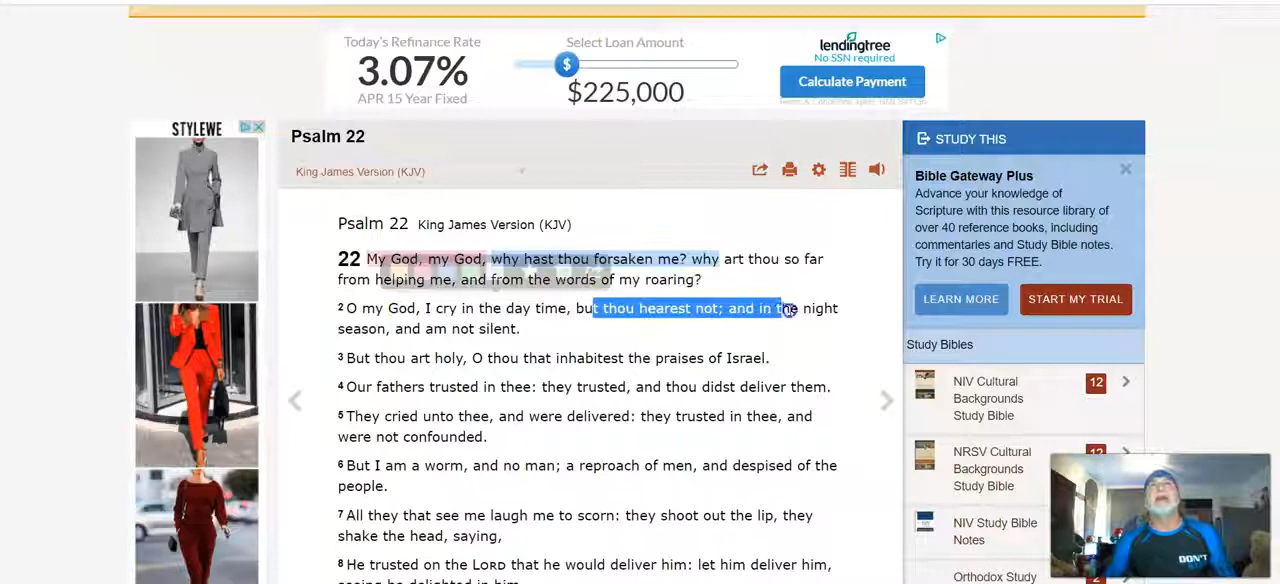 Today's Refinance Rate
3.07%
APR 15 Year Fixed
Select Loan Amount
$
$225,000
lendingtree
No SSN required
Calculate Payment
STYLEWE
Psalm 22
King James Version (KJV)
Psalm 22 King James Version (KJV)
22 My God, my God, why hast thou forsaken me? why art thou so far
from helping me, and from the words of my roaring?
2 O my God, I cry in the day time, but thou hearest not; and in the night
season, and am not silent.
3 But thou art holy, O thou that inhabitest the praises of Israel.
4 Our fathers trusted in thee: they trusted, and thou didst deliver them.
5 They cried unto thee, and were delivered: they trusted in thee, and
were not confounded.
6 But I am a worm, and no man; a reproach of men, and despised of the
people.
7 All they that see me laugh me to scorn: they shoot out the lip, they
shake the head, saying,
8 He trusted on the LORD that he would deliver him: let him deliver him,
seeing he delighted in him.
STUDY THIS
Bible Gateway Plus
Advance your knowledge of
Scripture with this resource library of
over 40 reference books, including
commentaries and Study Bible notes.
Try it for 30 days FREE.
LEARN MORE
START MY TRIAL
Study Bibles
NIV Cultural
Backgrounds
Study Bible
12
NRSV Cultural
Backgrounds
Study Bible
12
NIV Study Bible
Notes
Orthodox Study
DON'T